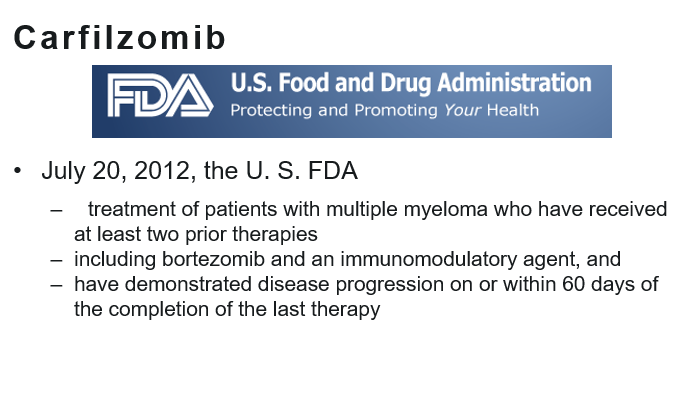 Carfilzomib
FDA U.S. Food and Drug Administration
Protecting and Promoting Your Health
• July 20, 2012, the U. S. FDA
– treatment of patients with multiple myeloma who have received
at least two prior therapies
– including bortezomib and an immunomodulatory agent, and
– have demonstrated disease progression on or within 60 days of
the completion of the last therapy